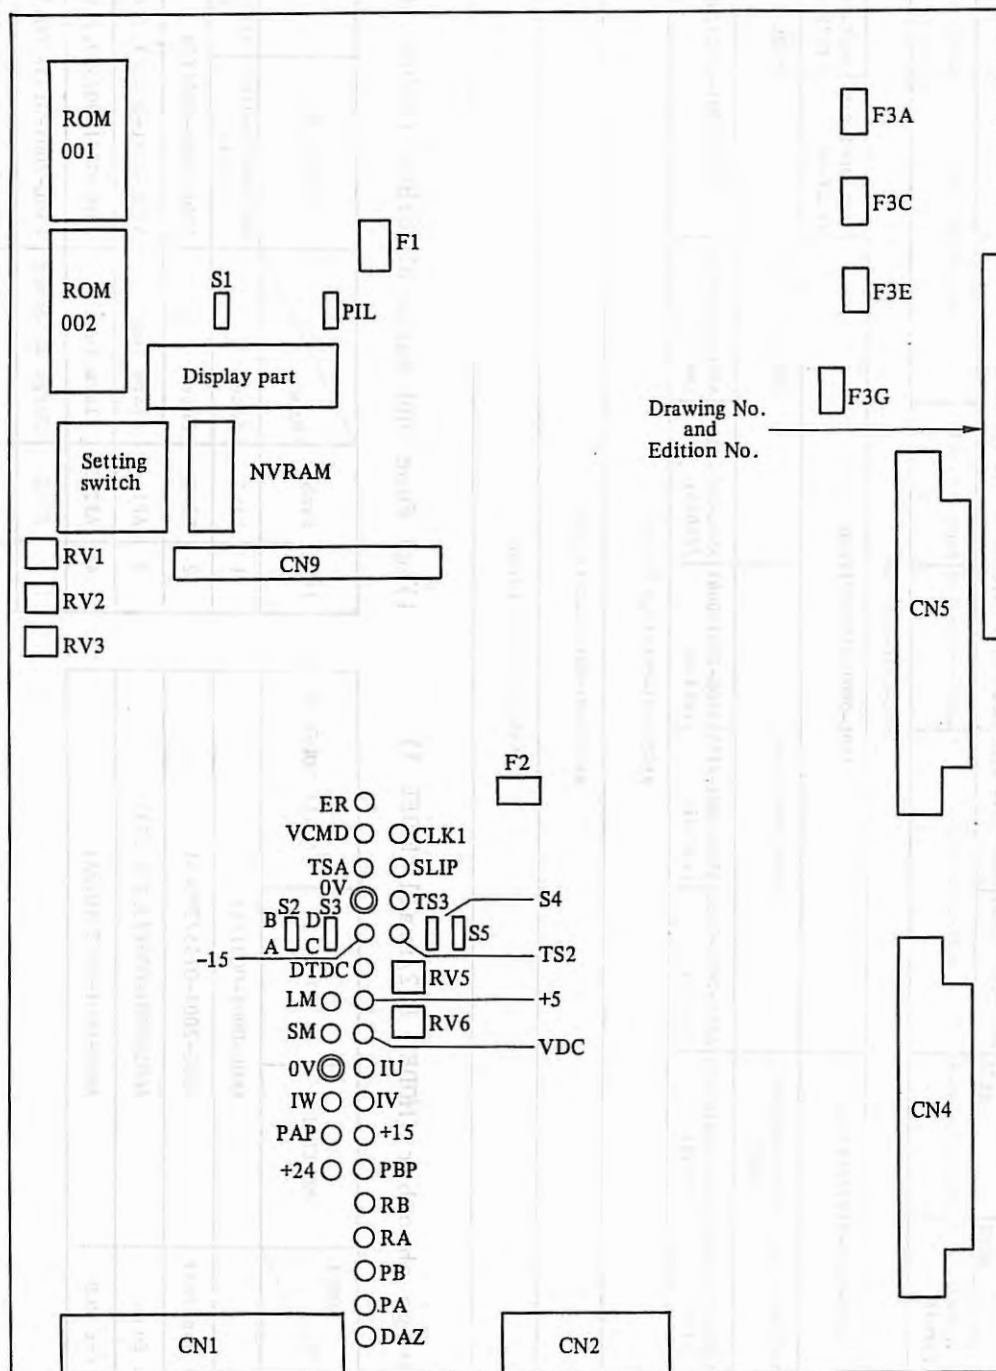 ROM
001
F3A
F3C
F1
ROM
002
S1
PIL
F3E
Display part
F3G
Drawing No.
and
Edition No.
Setting
switch
NVRAM
RV1
CN9
RV2
CN5
RV3
F2
ER
VCMD
CLK1
TSA
SLIP
0V
TS3
S4
B S2 D S3
A C
S5
-15
TS2
DTDC
RV5
LM
+5
SM
RV6
VDC
0V
IU
IW
IV
CN4
PAP
+15
+24
PBP
RB
RA
PB
PA
DAZ
CN1
CN2